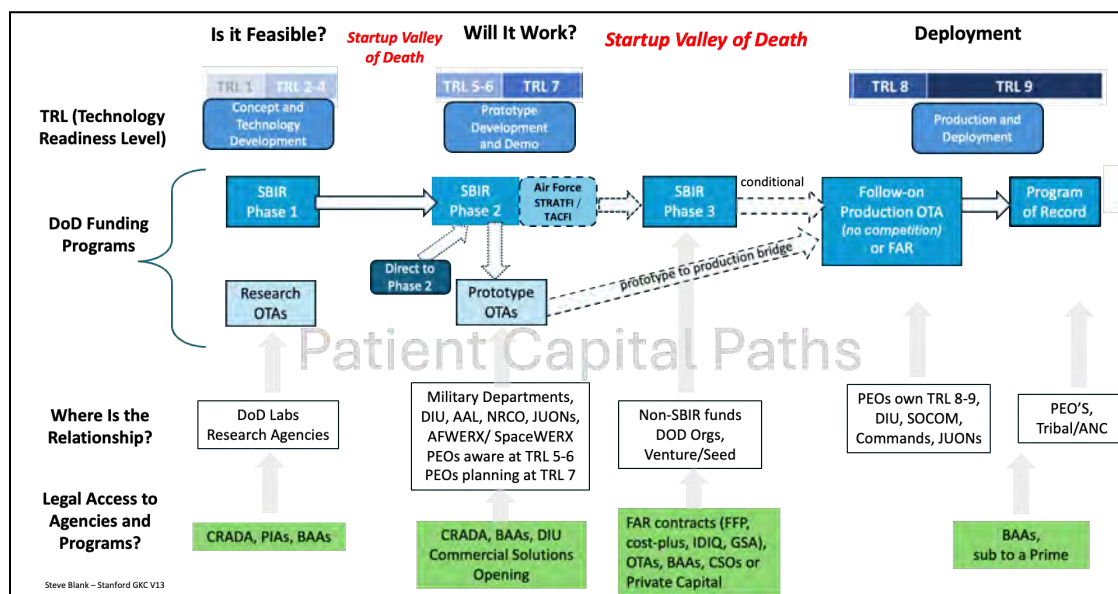 Is it Feasible?
Startup Valley
of Death
Will It Work?
Startup Valley of Death
Deployment
TRL (Technology
Readiness Level)
TRL 1
TRL 2-4
TRL 5-6
TRL 7
TRL 8
TRL 9
Concept and
Technology
Development
Prototype
Development
and Demo
Production and
Deployment
DoD Funding
Programs
SBIR
Phase 1
SBIR
Phase 2
Air Force
STRATFI /
TACFI
SBIR
Phase 3
conditional
Follow-on
Production OTA
(no competition)
or FAR
Program
of Record
Direct to
Phase 2
Research
OTAs
Prototype
OTAs
prototype to production bridge
Patient Capital Paths
Where Is the
Relationship?
DoD Labs
Research Agencies
Military Departments,
DIU, AAL, NRCO, JUONs,
AFWERX/ SpaceWERX
PEOs aware at TRL 5-6
PEOs planning at TRL 7
Non-SBIR funds
DOD Orgs,
Venture/Seed
PEOs own TRL 8-9,
DIU, SOCOM,
Commands, JUONs
PEO'S,
Tribal/ANC
Legal Access to
Agencies and
Programs?
CRADA, PIAs, BAAs
CRADA, BAAs, DIU
Commercial Solutions
Opening
FAR contracts (FFP,
cost-plus, IDIQ, GSA),
OTAs, BAAs, CSOs or
Private Capital
BAAs,
sub to a Prime
Steve Blank – Stanford GKC V13